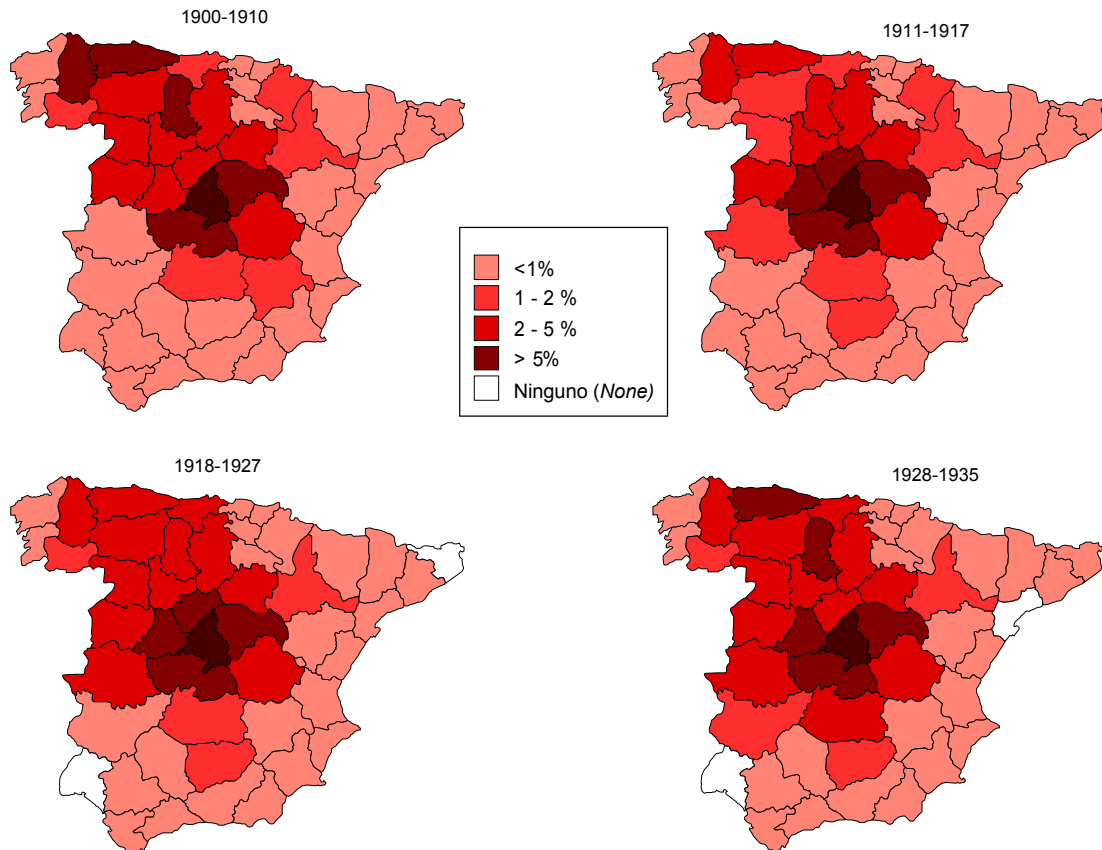 1900-1910
1911-1917
<1%
1 - 2 %
2 - 5 %
> 5%
Ninguno (None)
1918-1927
1928-1935